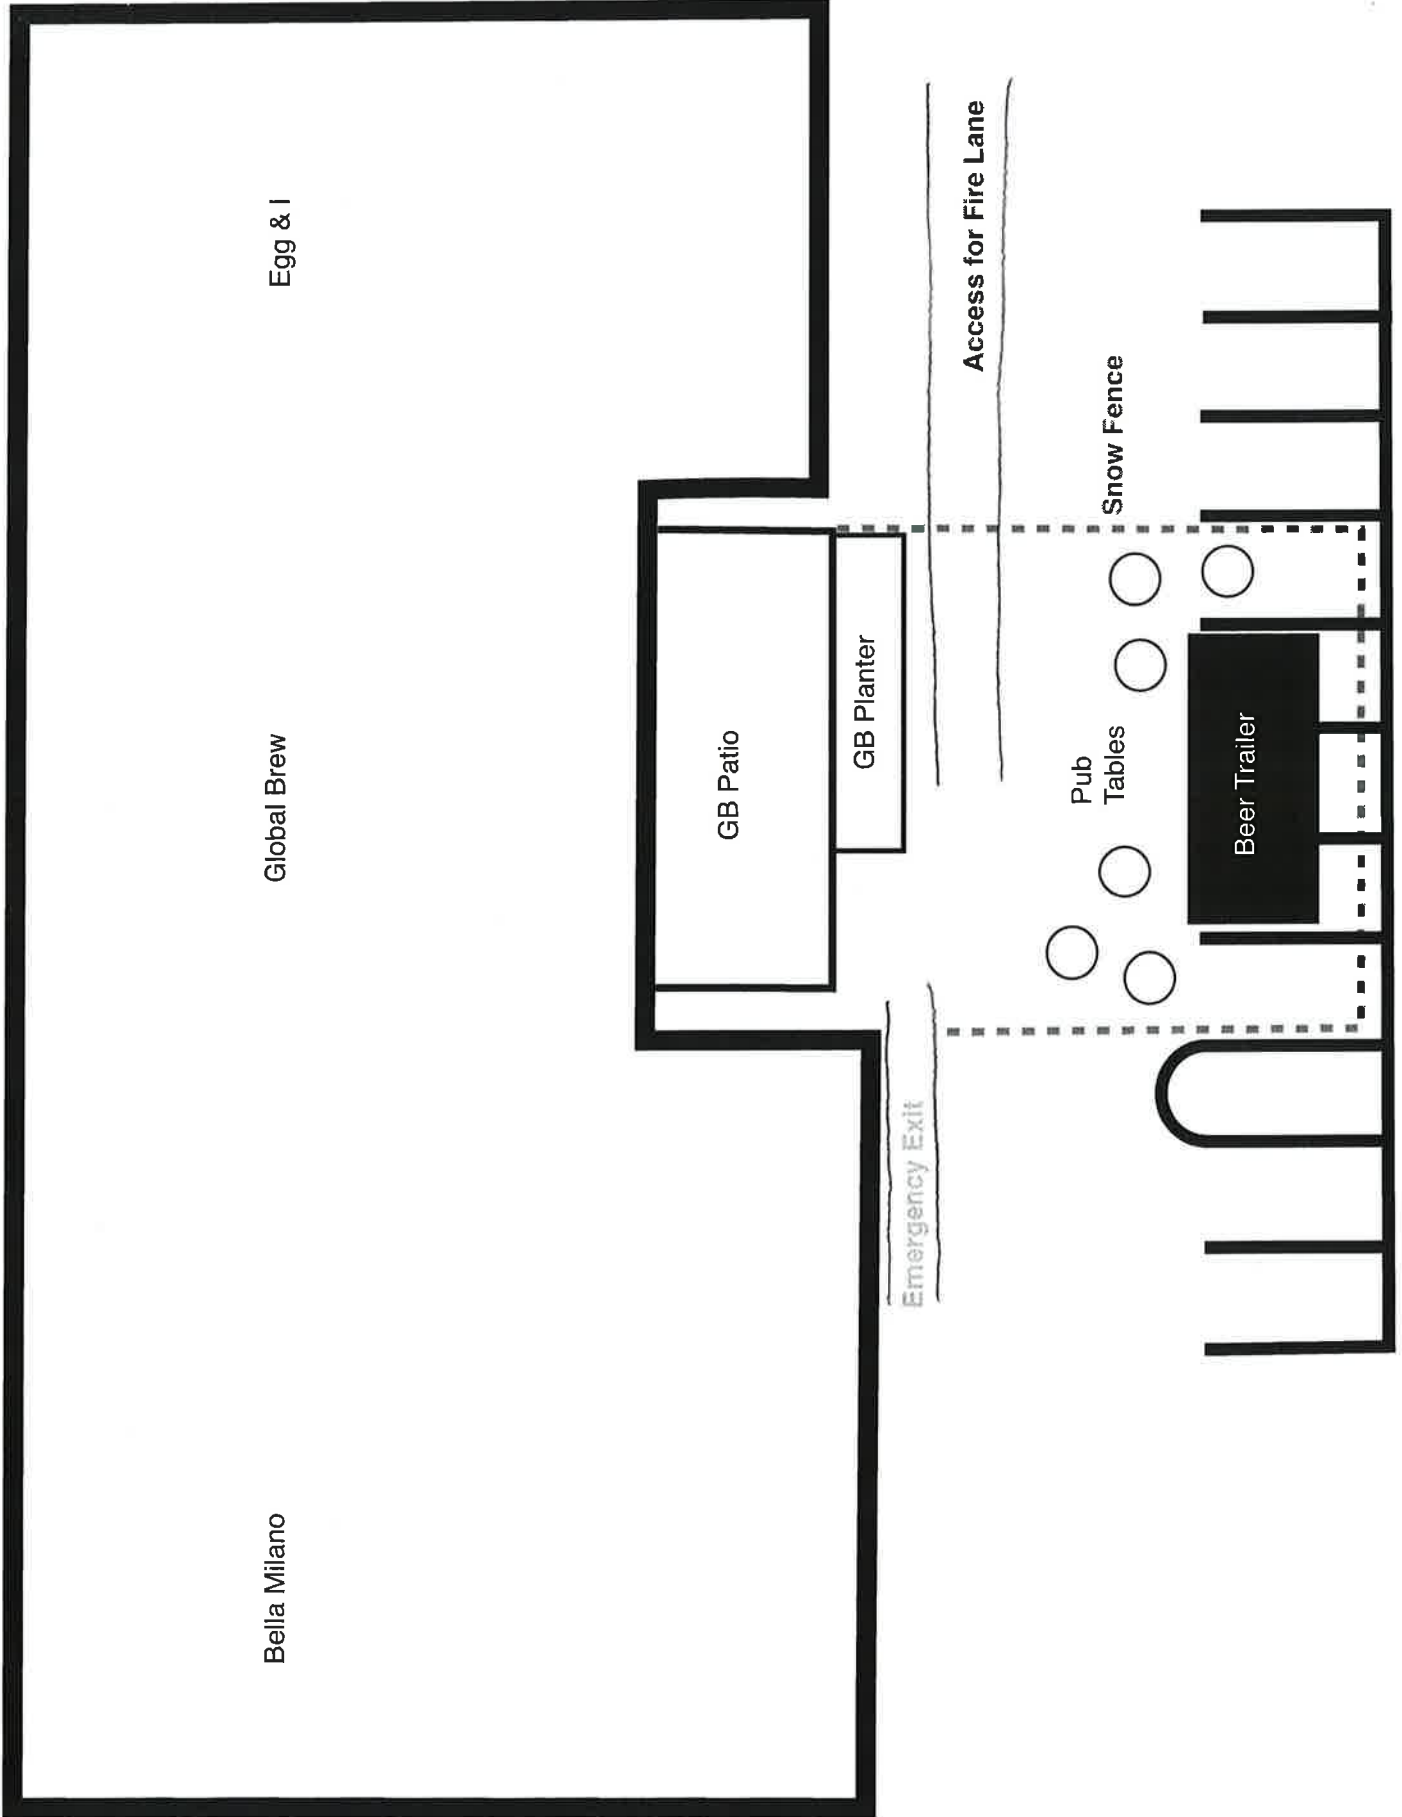 Bella Milano
Global Brew
Egg & I
GB Patio
GB Planter
Emergency Exit
Access for Fire Lane
Pub
Tables
Snow Fence
Beer Trailer